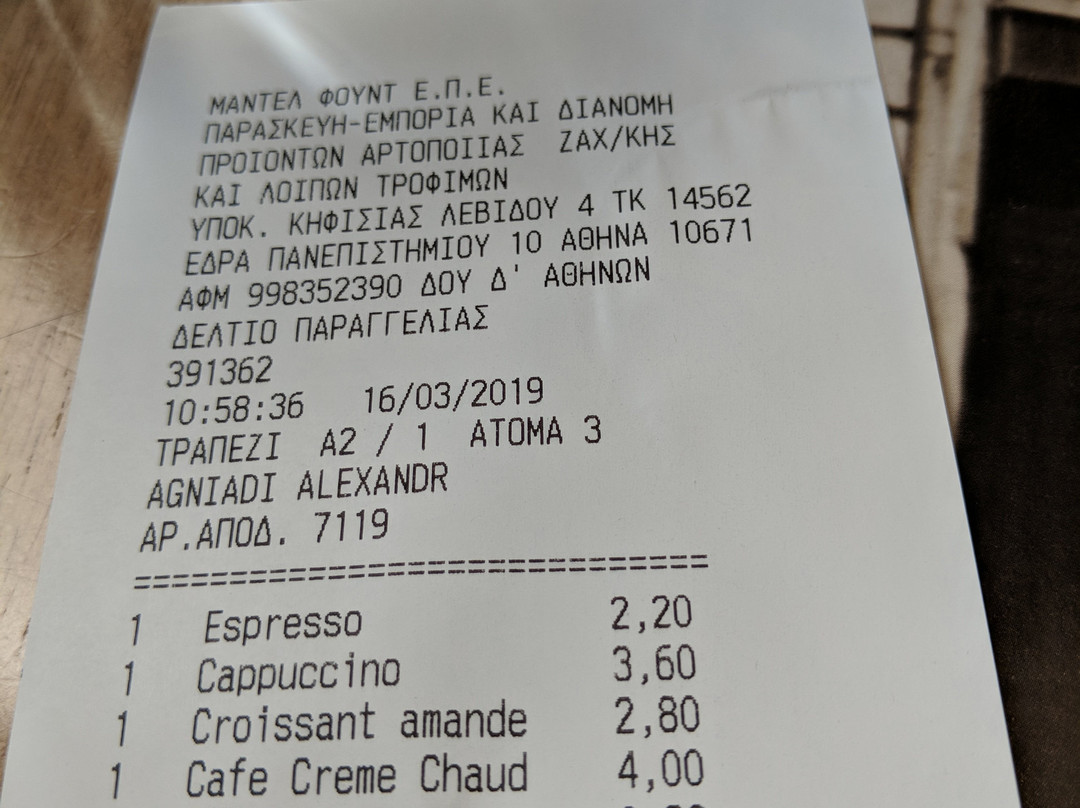 ΜΑΝΤΕΛ ΦΟΥΝΤ Ε.Π.Ε.
ΠΑΡΑΣΚΕΥΗ-ΕΜΠΟΡΙΑ ΚΑΙ ΔΙΑΝΟΜΗ
ΠΡΟΙΟΝΤΩΝ ΑΡΤΟΠΟΙΙΑΣ ΖΑΧ/ΚΗΣ
ΚΑΙ ΛΟΙΠΩΝ ΤΡΟΦΙΜΩΝ
ΥΠΟΚ. ΚΗΦΙΣΙΑΣ ΛΕΒΙΔΟΥ 4 ΤΚ 14562
ΕΔΡΑ ΠΑΝΕΠΙΣΤΗΜΙΟΥ 10 ΑΘΗΝΑ 10671
ΑΦΜ 998352390 ΔΟΥ Δ' ΑΘΗΝΩΝ
ΔΕΛΤΙΟ ΠΑΡΑΓΓΕΛΙΑΣ
391362
10:58:36 16/03/2019
ΤΡΑΠΕΖΙ Α2 / 1 ΑΤΟΜΑ 3
AGNIADI ALEXANDR
ΑΡ.ΑΠΟΔ. 7119
==============================
1 Espresso 2,20
1 Cappuccino 3,60
1 Croissant amande 2,80
1 Cafe Creme Chaud 4,00